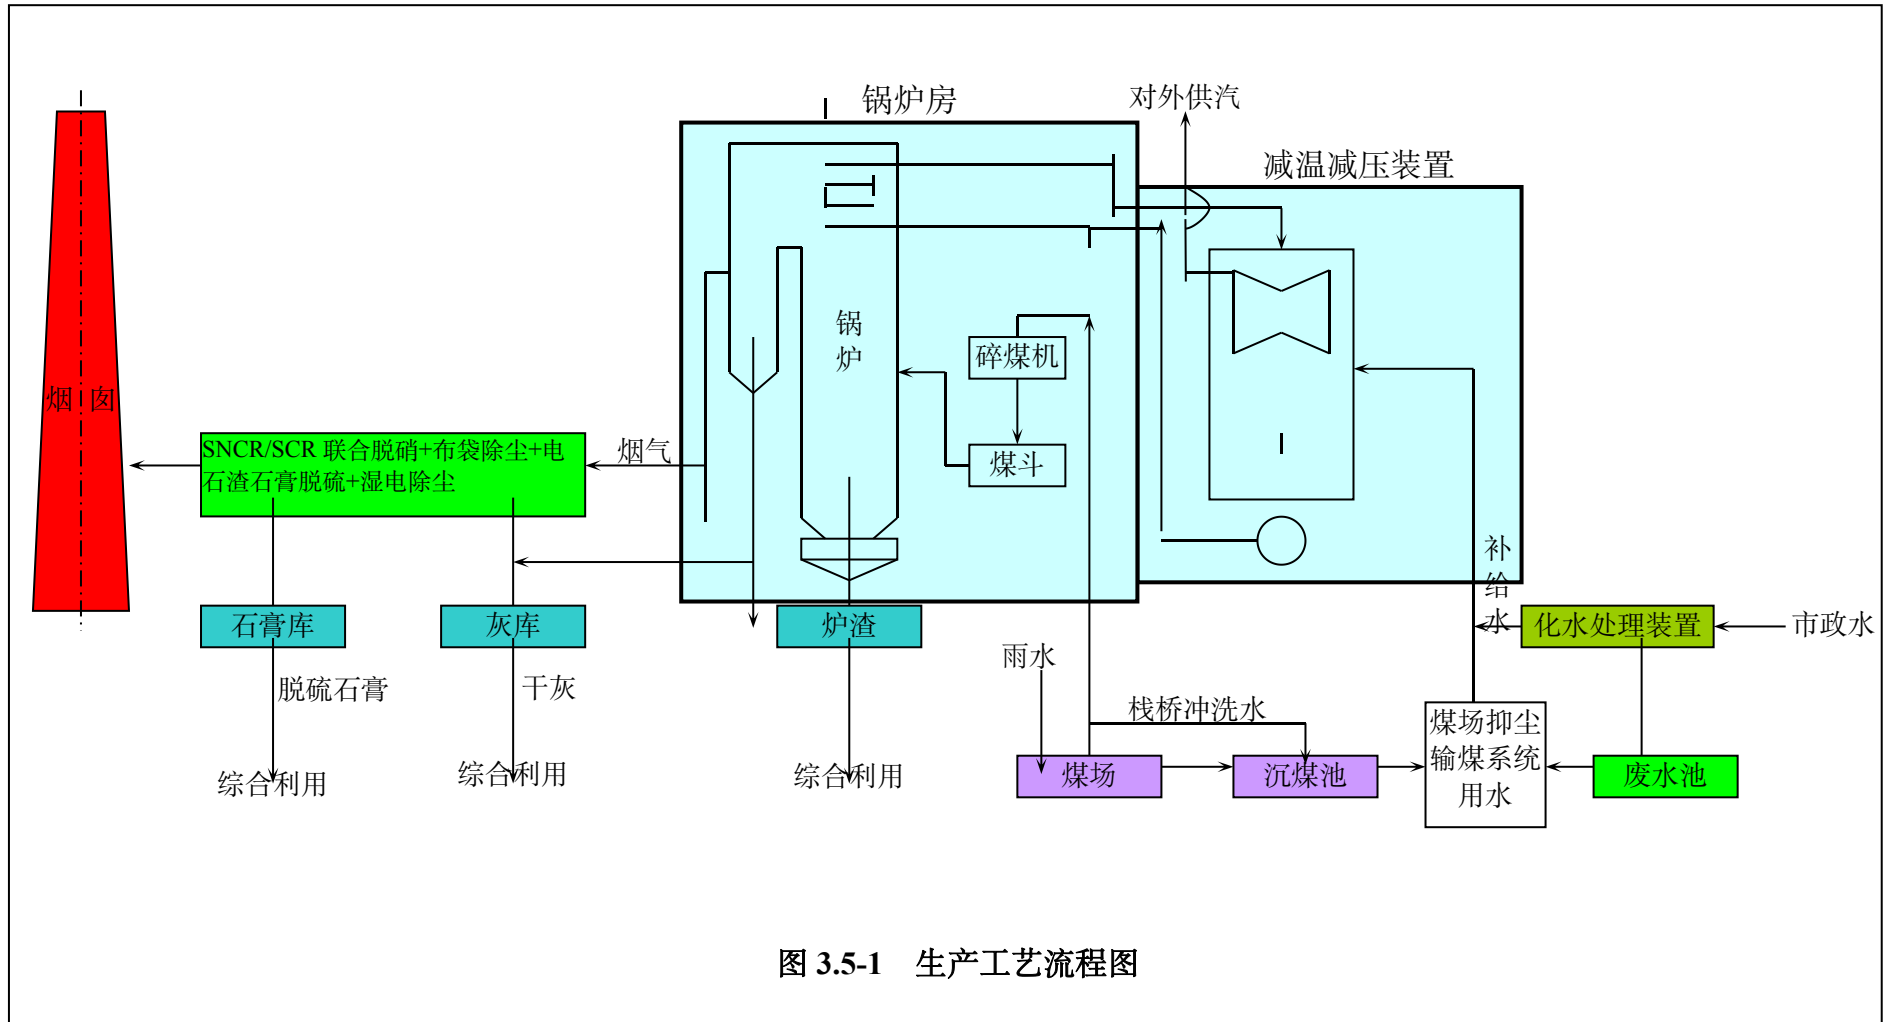 锅炉房
对外供汽
减温减压装置
锅
炉
碎煤机
煤斗
烟囱
SNCR/SCR 联合脱硝+布袋除尘+电
石渣石膏脱硫+湿电除尘
烟气
补
给
水
石膏库
灰库
炉渣
化水处理装置
市政水
雨水
脱硫石膏
干灰
栈桥冲洗水
煤场抑尘
输煤系统
用水
综合利用
综合利用
综合利用
煤场
沉煤池
废水池
图 3.5-1 生产工艺流程图